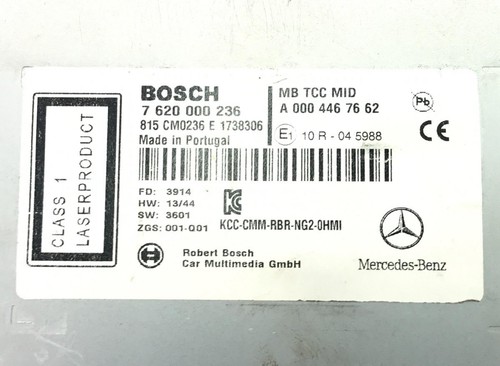 CLASS 1
LASERPRODUCT
BOSCH
7 620 000 236
815 CM0236 E 1738306
Made in Portugal
MB TCC MID
A 000 446 76 62
E1 10 R - 04 5988
Pb
CE
FD: 3914
HW: 13/44
SW: 3601
ZGS: 001-Q01
KCC-CMM-RBR-NG2-0HMI
Robert Bosch
Car Multimedia GmbH
Mercedes-Benz